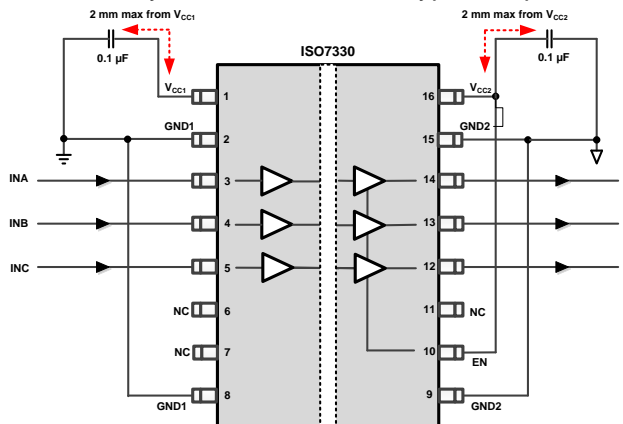 2 mm max from VCC1
2 mm max from VCC2
0.1 µF
0.1 µF
ISO7330
VCC1
1
16
VCC2
GND1
2
15
GND2
INA
3
14
INB
4
13
INC
5
12
NC
6
11
NC
NC
7
10
EN
8
9
GND1
GND2